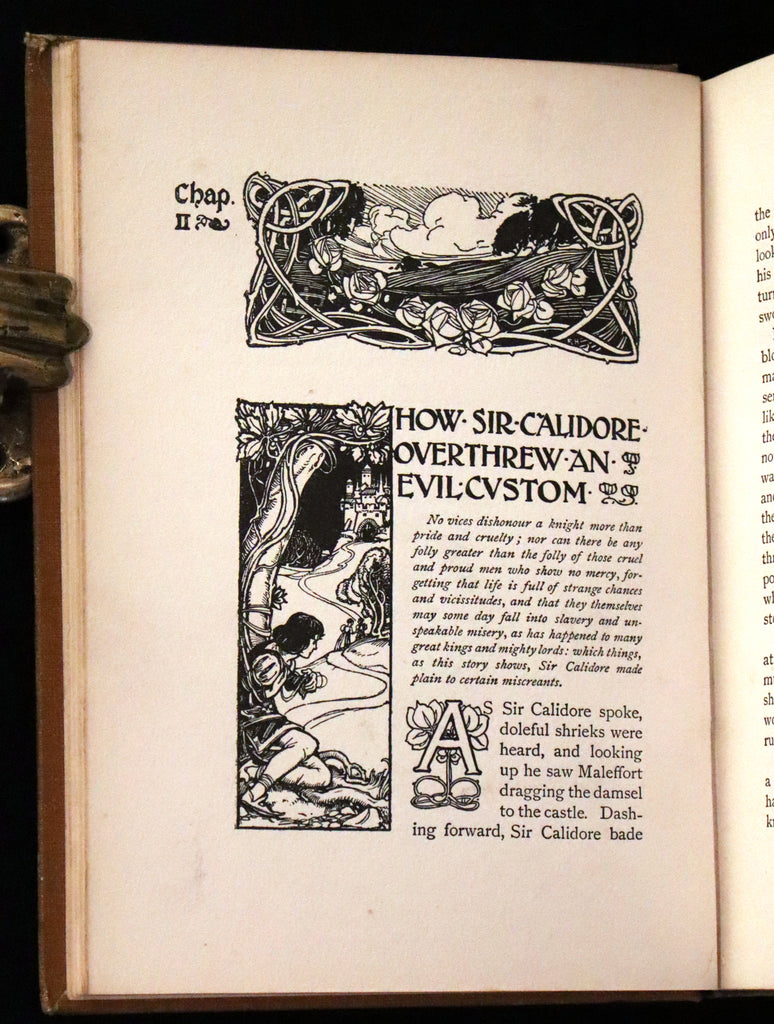 Chap.
II
HOW· SIR·CALIDORE·
OVERTHREW·AN·
EVIL·CVSTOM·
No vices dishonour a knight more than
pride and cruelty; nor can there be any
folly greater than the folly of those cruel
and proud men who show no mercy, for-
getting that life is full of strange chances
and vicissitudes, and that they themselves
may some day fall into slavery and un-
speakable misery, as has happened to many
great kings and mighty lords: which things,
as this story shows, Sir Calidore made
plain to certain miscreants.
AS Sir Calidore spoke,
doleful shrieks were
heard, and looking
up he saw Maleffort
dragging the damsel
to the castle. Dash-
ing forward, Sir Calidore bade
the
only
look
his